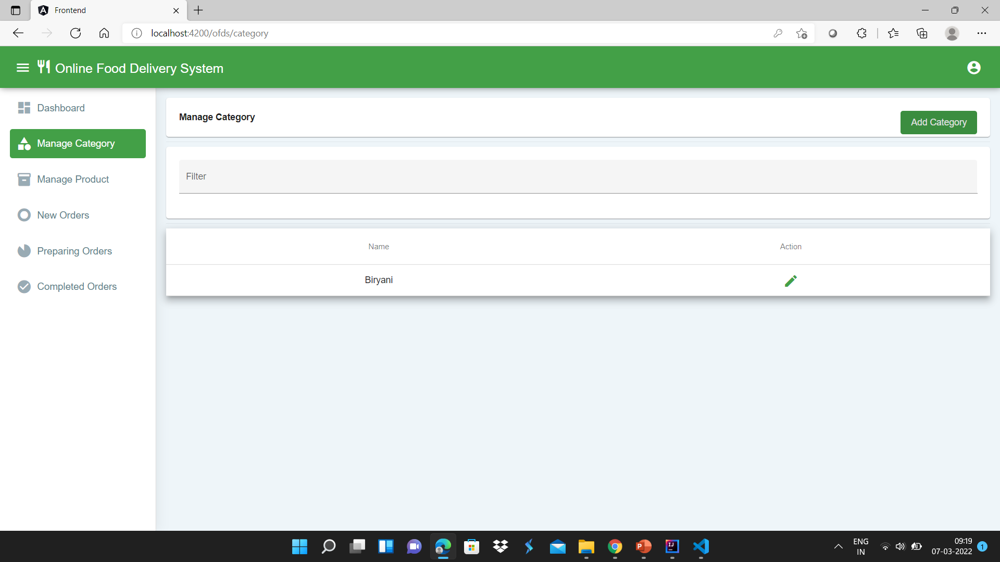 Frontend
localhost:4200/ofds/category
Online Food Delivery System
Dashboard
Manage Category
Manage Product
New Orders
Preparing Orders
Completed Orders
Manage Category
Add Category
Filter
Name Action
Biryani
ENG
IN
09:19
07-03-2022
1